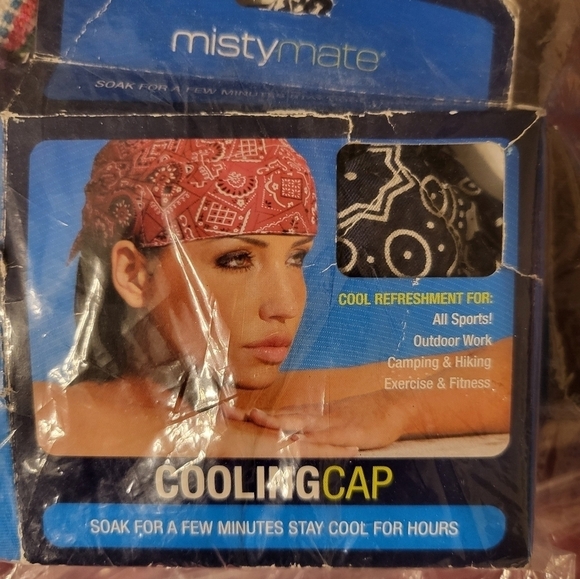 mistymate
SOAK FOR A FEW MINUTES
COOL REFRESHMENT FOR:
All Sports!
Outdoor Work
Camping & Hiking
Exercise & Fitness
COOLINGCAP
SOAK FOR A FEW MINUTES STAY COOL FOR HOURS